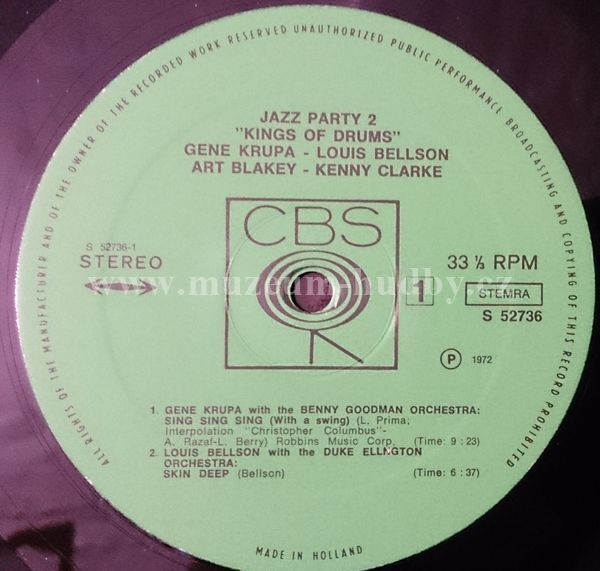 ALL RIGHTS OF THE MANUFACTURER AND OF THE OWNER OF THE RECORDED WORK RESERVED UNAUTHORIZED PUBLIC PERFORMANCE BROADCASTING AND COPYING OF THIS RECORD PROHIBITED
JAZZ PARTY 2
"KINGS OF DRUMS"
GENE KRUPA - LOUIS BELLSON
ART BLAKEY - KENNY CLARKE
CBS
S 52736-1
STEREO
33 ⅓ RPM
www.muzeum-hudby.cz
1
STEMRA
S 52736
Ⓟ 1972
1. GENE KRUPA with the BENNY GOODMAN ORCHESTRA:
SING SING SING (With a swing) (L. Prima;
Interpolation "Christopher Columbus"-
A. Razaf-L. Berry) Robbins Music Corp. (Time: 9 : 23)
2. LOUIS BELLSON with the DUKE ELLINGTON
ORCHESTRA:
SKIN DEEP (Bellson) (Time: 6 : 37)
MADE IN HOLLAND